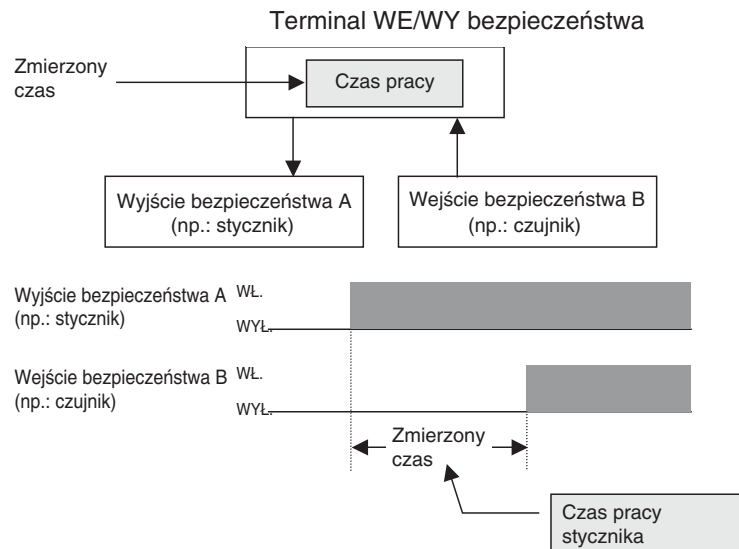 Terminal WE/WY bezpieczeństwa
Zmierzony
czas
Czas pracy
Wyjście bezpieczeństwa A
(np.: stycznik)
Wejście bezpieczeństwa B
(np.: czujnik)
Wyjście bezpieczeństwa A
(np.: stycznik)
WŁ.
WYŁ.
Wejście bezpieczeństwa B
(np.: czujnik)
WŁ.
WYŁ.
Zmierzony
czas
Czas pracy
stycznika